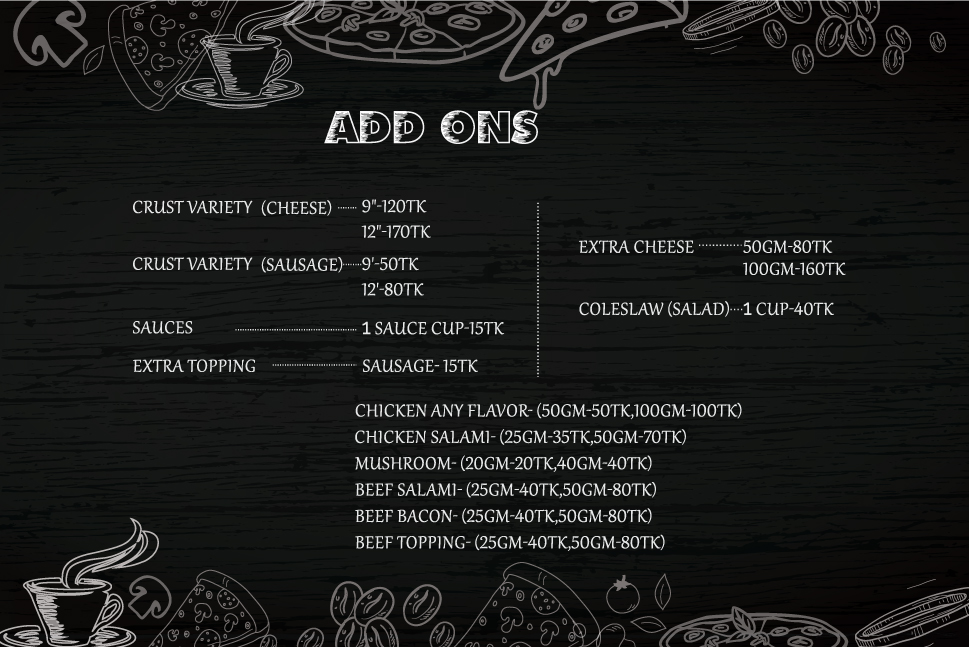 ADD ONS
CRUST VARIETY (CHEESE) ........ 9"-120TK
12"-170TK
CRUST VARIETY (SAUSAGE)........9'-50TK
12'-80TK
SAUCES ........ 1 SAUCE CUP-15TK
EXTRA TOPPING ........ SAUSAGE- 15TK
EXTRA CHEESE ........50GM-80TK
100GM-160TK
COLESLAW (SALAD)....1 CUP-40TK
CHICKEN ANY FLAVOR- (50GM-50TK,100GM-100TK)
CHICKEN SALAMI- (25GM-35TK,50GM-70TK)
MUSHROOM- (20GM-20TK,40GM-40TK)
BEEF SALAMI- (25GM-40TK,50GM-80TK)
BEEF BACON- (25GM-40TK,50GM-80TK)
BEEF TOPPING- (25GM-40TK,50GM-80TK)